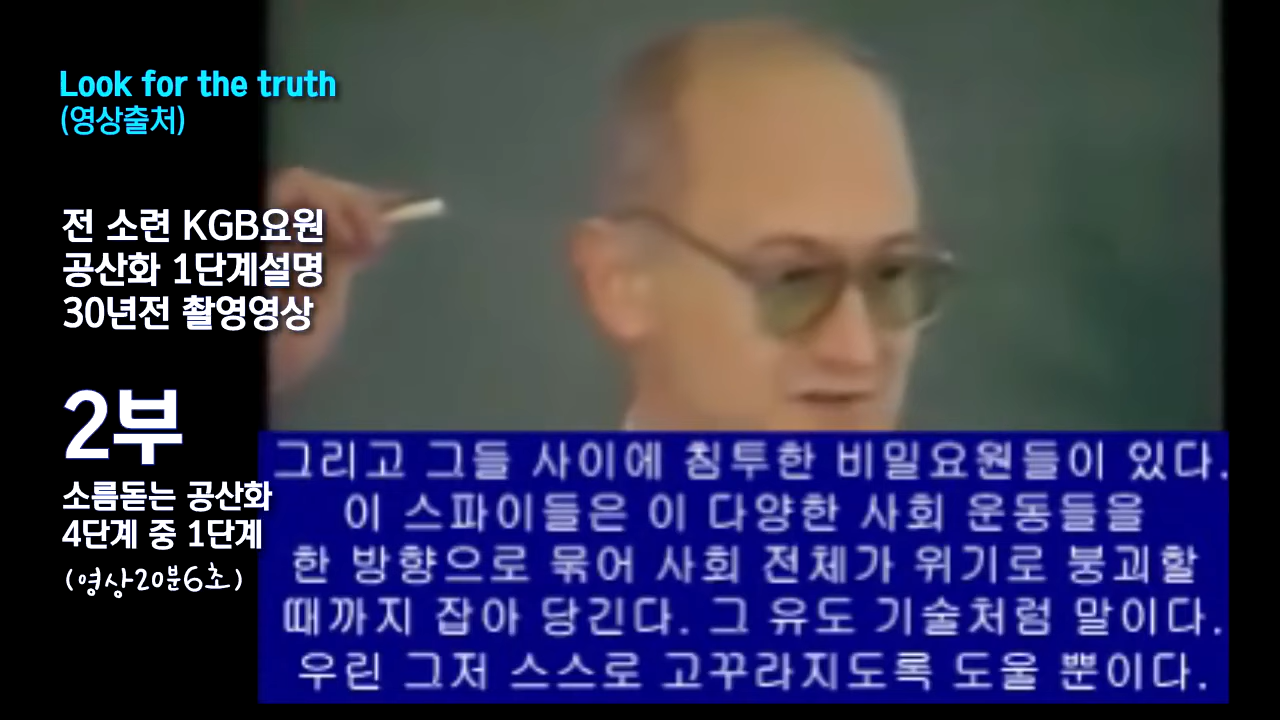 Look for the truth
(영상출처)
전 소련 KGB요원
공산화 1단계설명
30년전 촬영영상
2부
소름돋는 공산화
4단계 중 1단계
(영상20분6초)
그리고 그들 사이에 침투한 비밀요원들이 있다.
이 스파이들은 이 다양한 사회 운동들을
한 방향으로 묶어 사회 전체가 위기로 붕괴할
때까지 잡아 당긴다. 그 유도 기술처럼 말이다.
우린 그저 스스로 고꾸라지도록 도울 뿐이다.